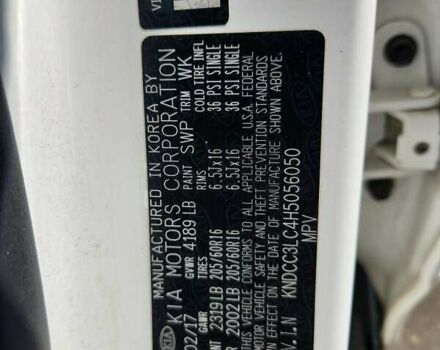 MANUFACTURED IN KOREA BY
KIA MOTORS CORPORATION
02/17 GVWR 4189 LB PAINT SWP TRIM WK
GAWR TIRES RIMS COLD TIRE INFL
2319LB 205/60R16 6.5JX16 36 PSI SINGLE
2002LB 205/60R16 6.5JX16 36 PSI SINGLE
VEHICLE CONFORMS TO ALL APPLICABLE U.S.A. FEDERAL
MOTOR VEHICLE SAFETY AND THEFT PREVENTION STANDARDS
IN EFFECT ON THE DATE OF MANUFACTURE SHOWN ABOVE.
V.I.N KNDCC3LC4H5056050
MPV